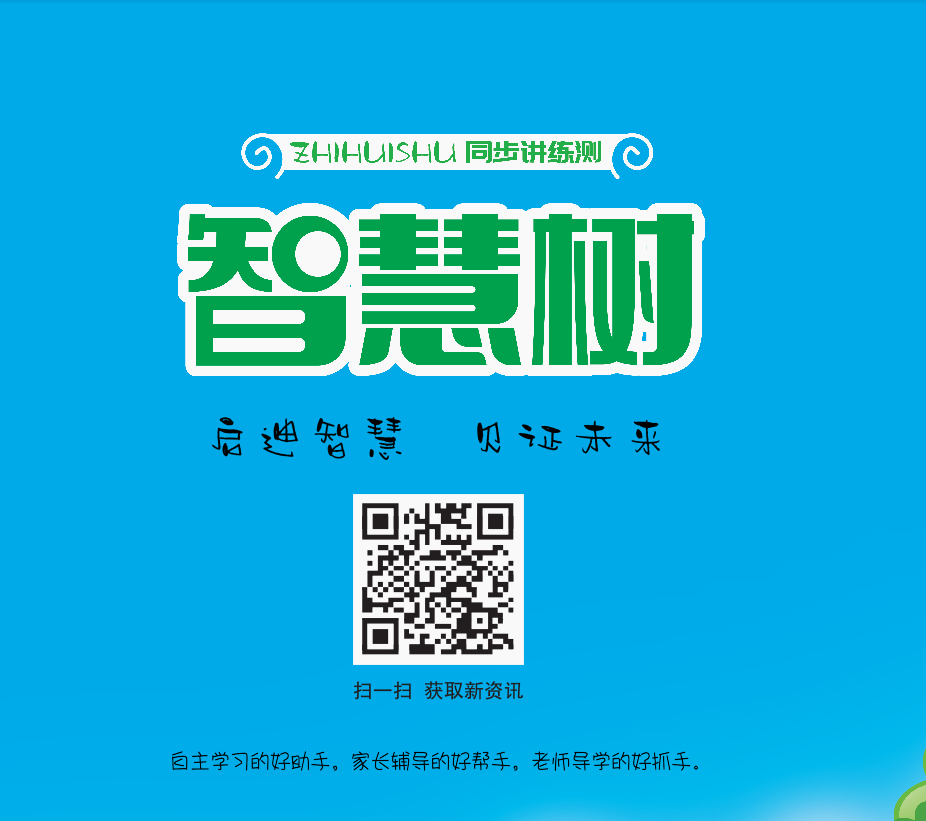 ZHIHUISHU 同步讲练测
智慧树
启迪智慧 见证未来
扫一扫 获取新资讯
自主学习的好助手。家长辅导的好帮手。老师导学的好抓手。